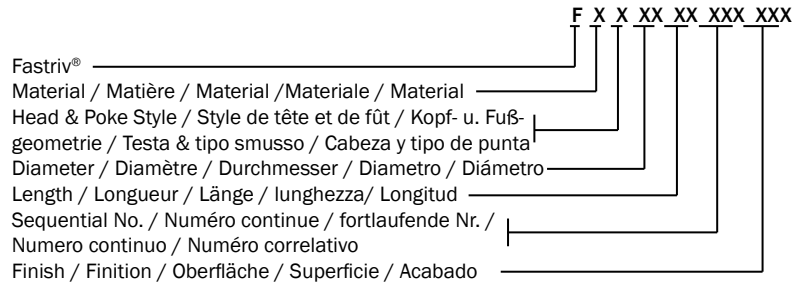 F X X XX XX XXX XXX
Fastriv®
Material / Matière / Material /Materiale / Material
Head & Poke Style / Style de tête et de fût / Kopf- u. Fuß-
geometrie / Testa & tipo smusso / Cabeza y tipo de punta
Diameter / Diamètre / Durchmesser / Diametro / Diámetro
Length / Longueur / Länge / lunghezza/ Longitud
Sequential No. / Numéro continue / fortlaufende Nr. /
Numero continuo / Numéro correlativo
Finish / Finition / Oberfläche / Superficie / Acabado